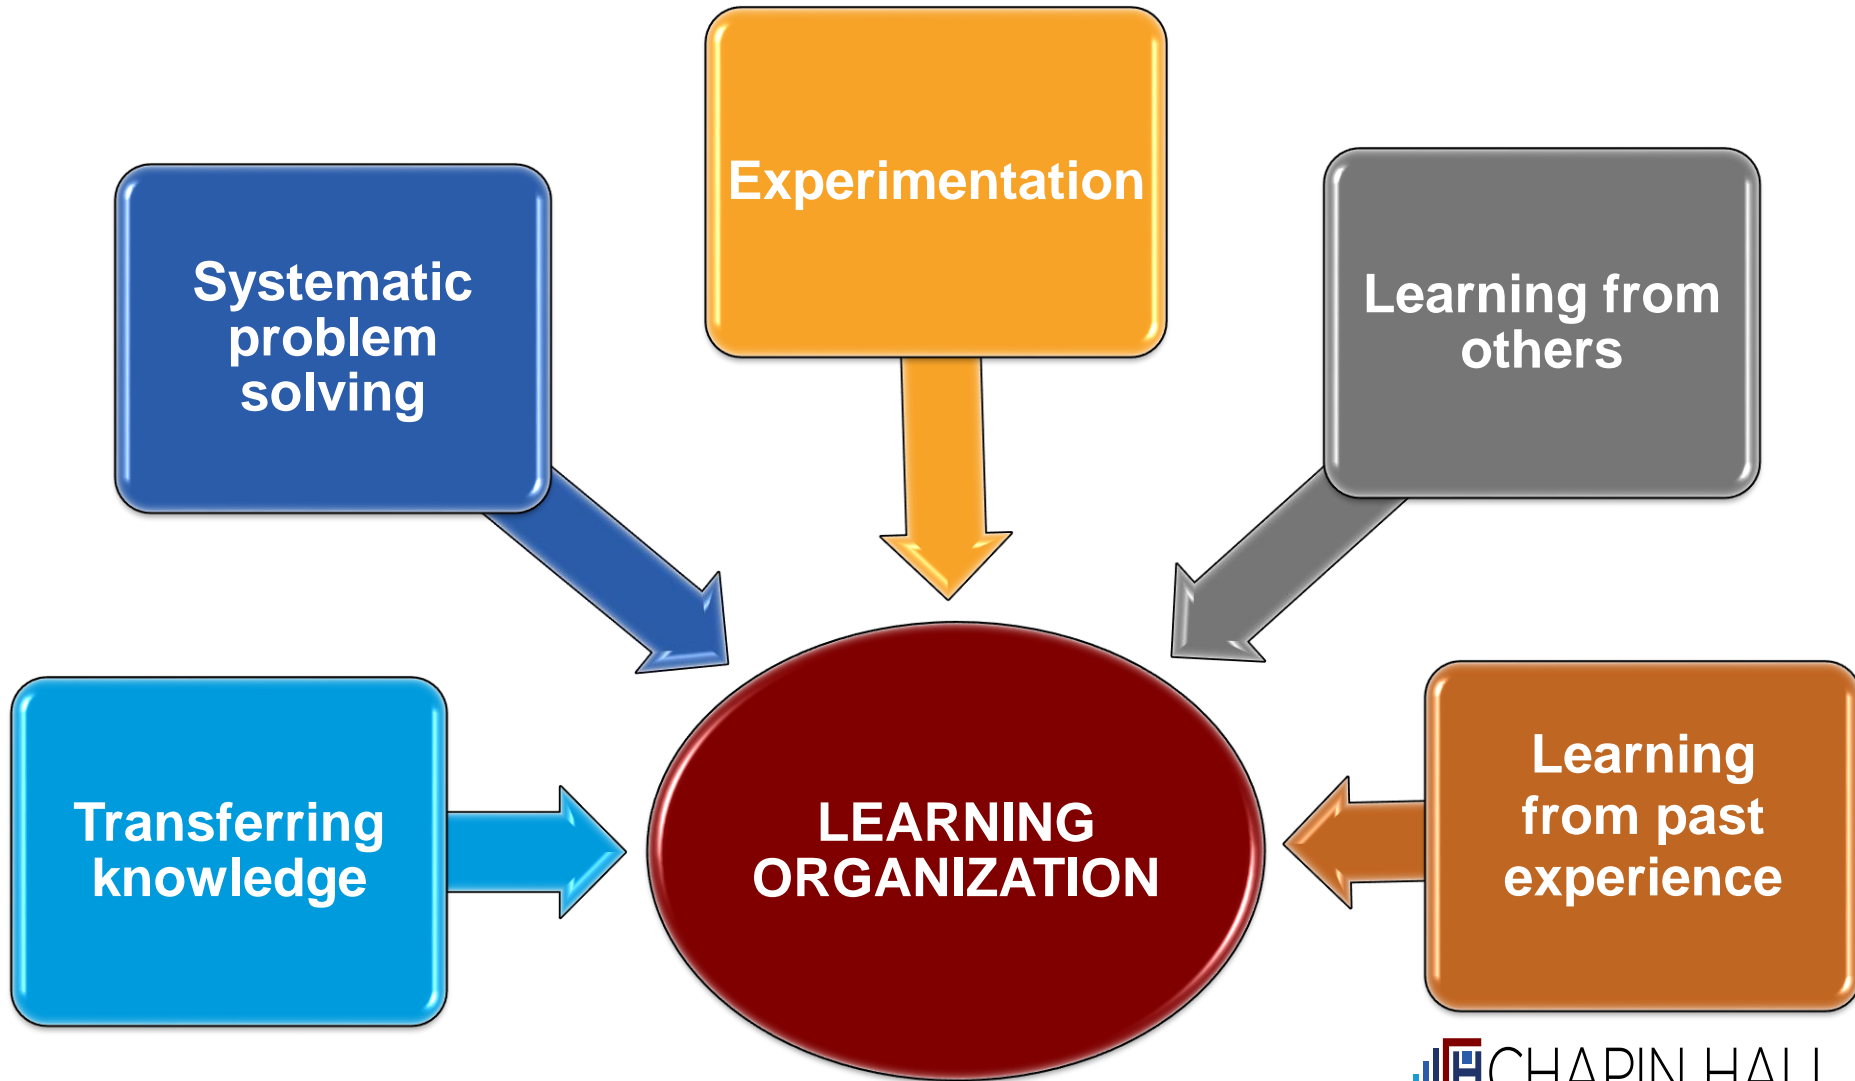 Experimentation
Systematic
problem
solving
Learning from
others
Transferring
knowledge
LEARNING
ORGANIZATION
Learning
from past
experience
CHAPIN HALL